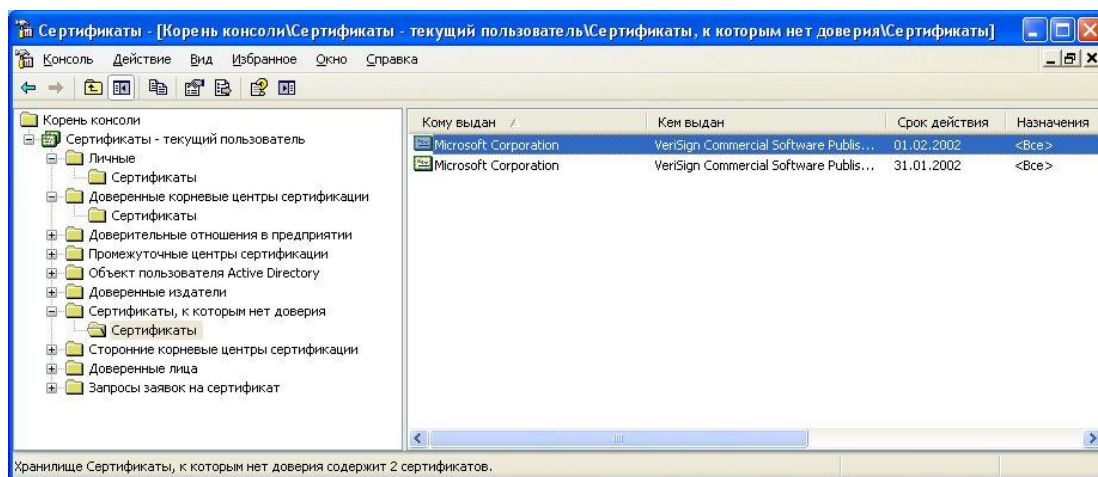 Сертификаты - [Корень консоли\Сертификаты - текущий пользователь\Сертификаты, к которым нет доверия\Сертификаты]
Консоль Действие Вид Избранное Окно Справка
Корень консоли
Сертификаты - текущий пользователь
Личные
Сертификаты
Доверенные корневые центры сертификации
Сертификаты
Доверительные отношения в предприятии
Промежуточные центры сертификации
Объект пользователя Active Directory
Доверенные издатели
Сертификаты, к которым нет доверия
Сертификаты
Сторонние корневые центры сертификации
Доверенные лица
Запросы заявок на сертификат
Кому выдан Кем выдан Срок действия Назначения
Microsoft Corporation VeriSign Commercial Software Publis... 01.02.2002 <Все>
Microsoft Corporation VeriSign Commercial Software Publis... 31.01.2002 <Все>
Хранилище Сертификаты, к которым нет доверия содержит 2 сертификатов.